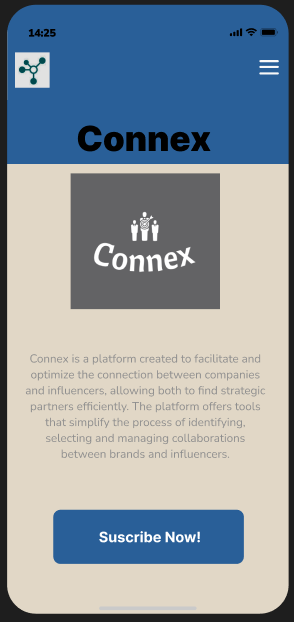 14:25
Connex
Connex
Connex is a platform created to facilitate and
optimize the connection between companies
and influencers, allowing both to find strategic
partners efficiently. The platform offers tools
that simplify the process of identifying,
selecting and managing collaborations
between brands and influencers.
Suscribe Now!